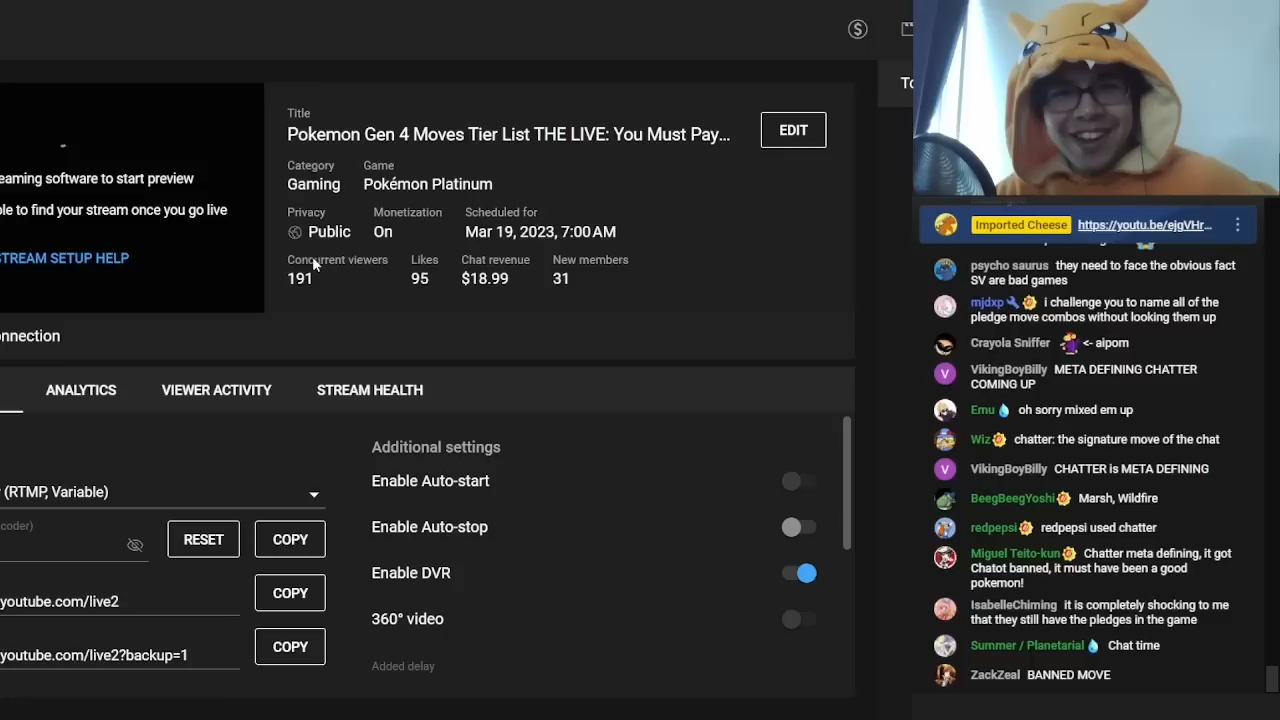 To
Title
Pokemon Gen 4 Moves Tier List THE LIVE: You Must Pay...
EDIT
Category Game
Gaming Pokémon Platinum
Privacy Monetization Scheduled for
Public On Mar 19, 2023, 7:00 AM
Concurrent viewers Likes Chat revenue New members
191 95 $18.99 31
eaming software to start preview
ble to find your stream once you go live
STREAM SETUP HELP
onnection
ANALYTICS VIEWER ACTIVITY STREAM HEALTH
(RTMP, Variable)
coder)
RESET COPY
youtube.com/live2
COPY
youtube.com/live2?backup=1
COPY
Additional settings
Enable Auto-start
Enable Auto-stop
Enable DVR
360° video
Added delay
Imported Cheese https://youtu.be/ejgVHr...
psycho saurus they need to face the obvious fact
SV are bad games
mjdxp i challenge you to name all of the
pledge move combos without looking them up
Crayola Sniffer <- aipom
VikingBoyBilly META DEFINING CHATTER
COMING UP
Emu oh sorry mixed em up
Wiz chatter: the signature move of the chat
VikingBoyBilly CHATTER is META DEFINING
BeegBeegYoshi Marsh, Wildfire
redpepsi redpepsi used chatter
Miguel Teito-kun Chatter meta defining, it got
Chatot banned, it must have been a good
pokemon!
IsabelleChiming it is completely shocking to me
that they still have the pledges in the game
Summer / Planetarial Chat time
ZackZeal BANNED MOVE